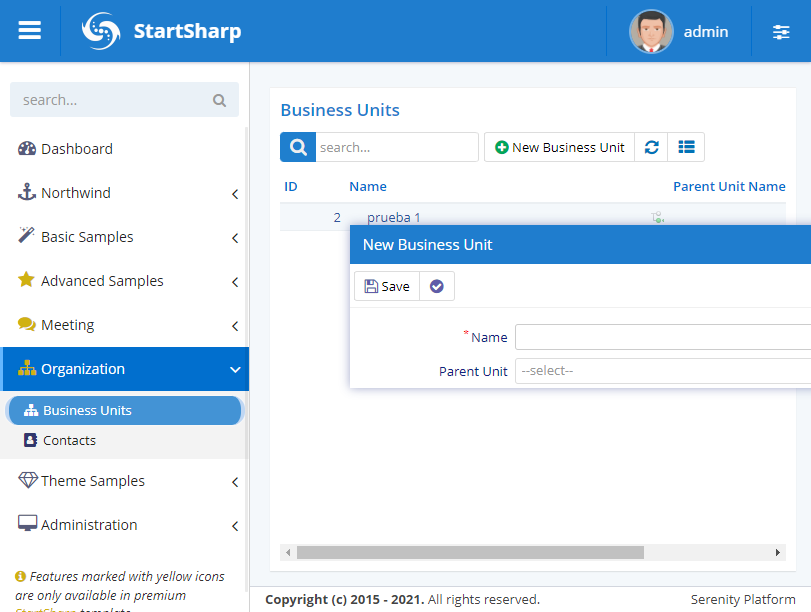 StartSharp
admin
search...
Dashboard
Northwind
Basic Samples
Advanced Samples
Meeting
Organization
Business Units
Contacts
Theme Samples
Administration
Features marked with yellow icons
are only available in premium
StartSharp template.
Business Units
search...
New Business Unit
ID Name Parent Unit Name
2 prueba 1
New Business Unit
Save
* Name
Parent Unit --select--
Copyright (c) 2015 - 2021. All rights reserved. Serenity Platform